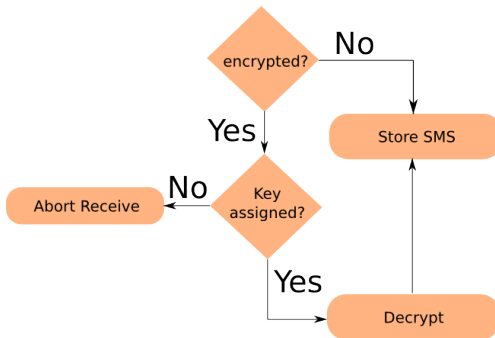 encrypted?
No
Store SMS
Yes
Key
assigned?
No
Abort Receive
Yes
Decrypt